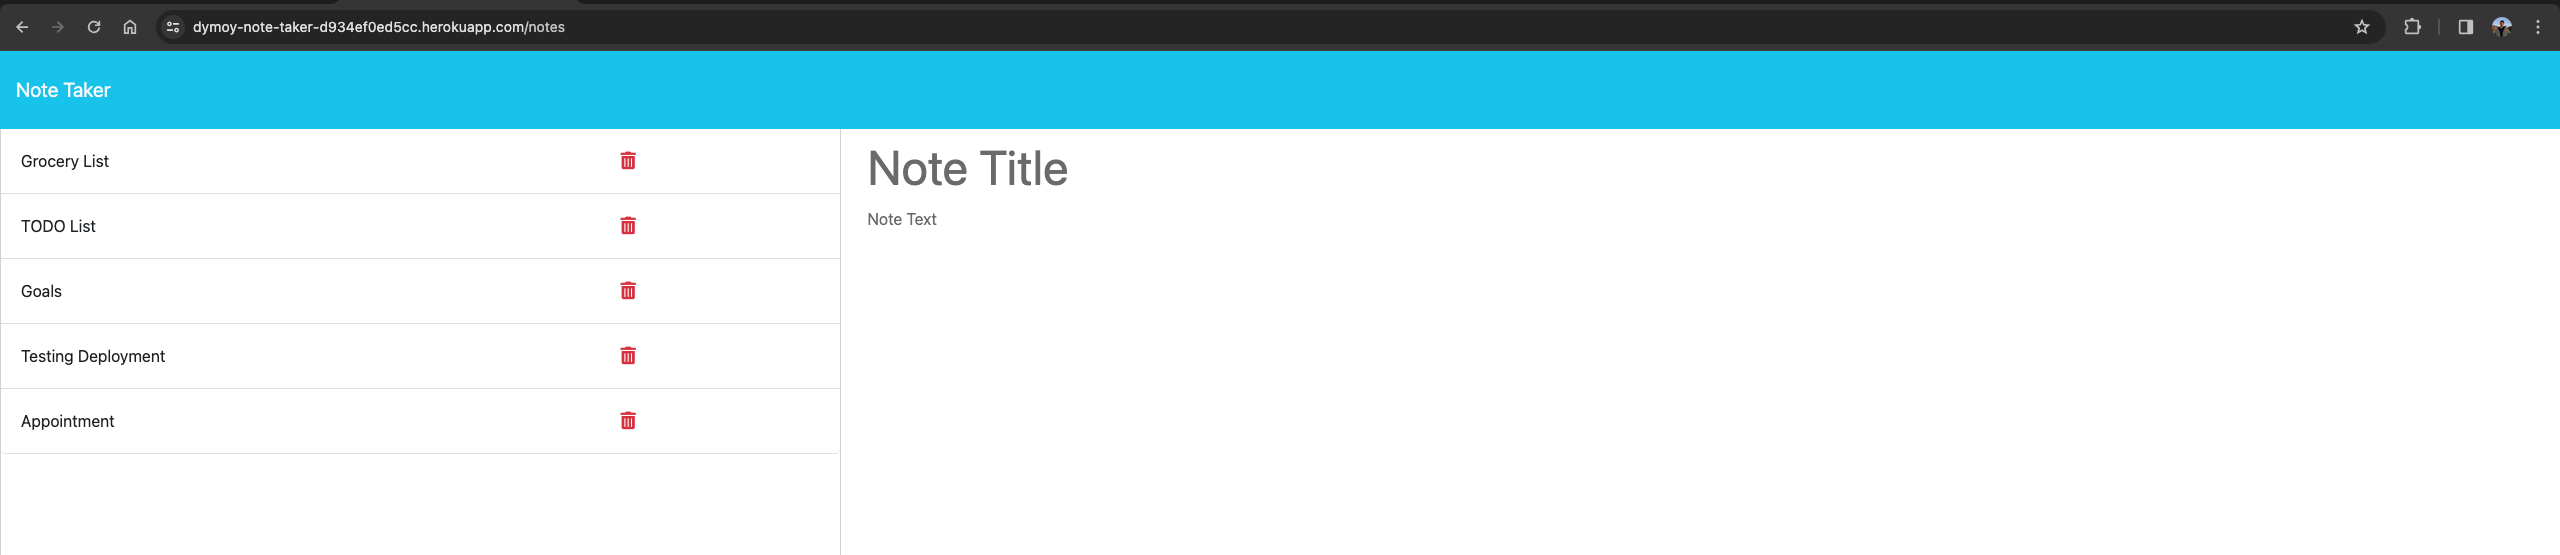 dymoy-note-taker-d934ef0ed5cc.herokuapp.com/notes
Note Taker
Grocery List
TODO List
Goals
Testing Deployment
Appointment
Note Title
Note Text